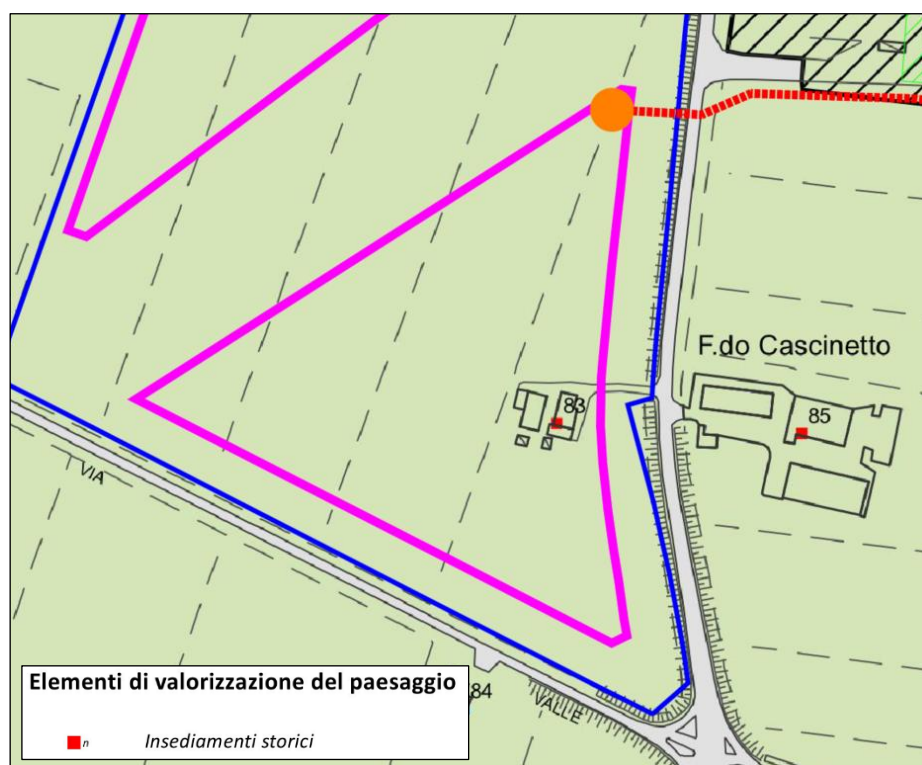 F.do Cascinetto
83
85
VIA
84
VALLE
Elementi di valorizzazione del paesaggio
n Insediamenti storici